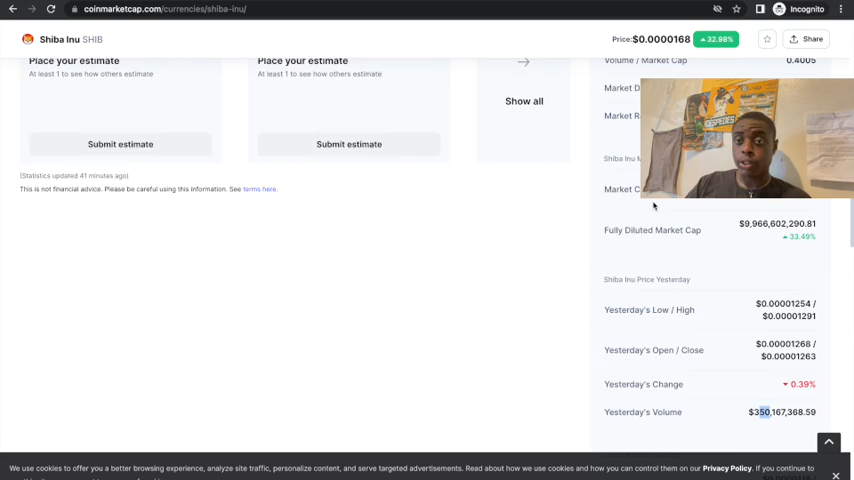 coinmarketcap.com/currencies/shiba-inu/
Incognito
Shiba Inu SHIB
Price:$0.0000168
32.98%
Share
Place your estimate
At least 1 to see how others estimate
Submit estimate
Place your estimate
At least 1 to see how others estimate
Submit estimate
Show all
(Statistics updated 41 minutes ago)
This is not financial advice. Please be careful using this information. See terms here.
Volume / Market Cap 0.4005
Market D
Market R
Shiba Inu M
Market C
Fully Diluted Market Cap $9,966,602,290.81
33.49%
Shiba Inu Price Yesterday
Yesterday's Low / High $0.00001254 /
$0.00001291
Yesterday's Open / Close $0.00001268 /
$0.00001263
Yesterday's Change 0.39%
Yesterday's Volume $350,167,368.59
We use cookies to offer you a better browsing experience, analyze site traffic, personalize content, and serve targeted advertisements. Read about how we use cookies and how you can control them on our Privacy Policy. If you continue to